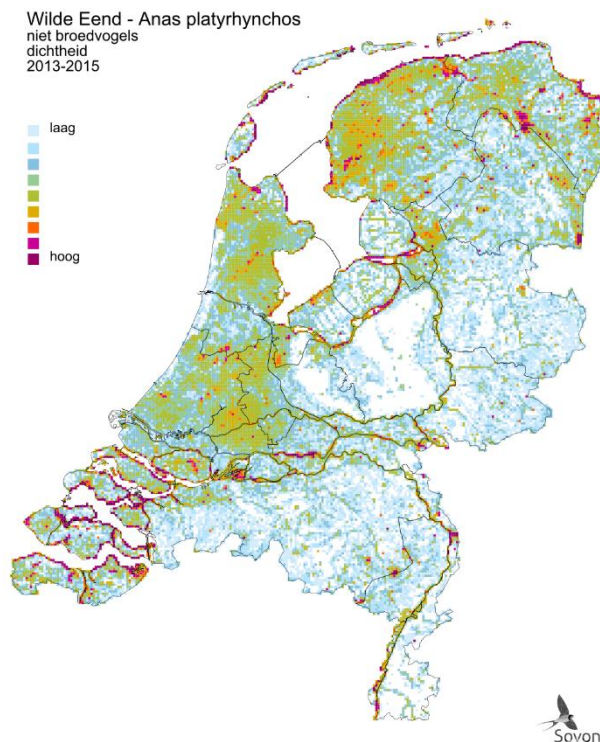 Wilde Eend - Anas platyrhynchos
niet broedvogels
dichtheid
2013-2015
laag
hoog
Sovon